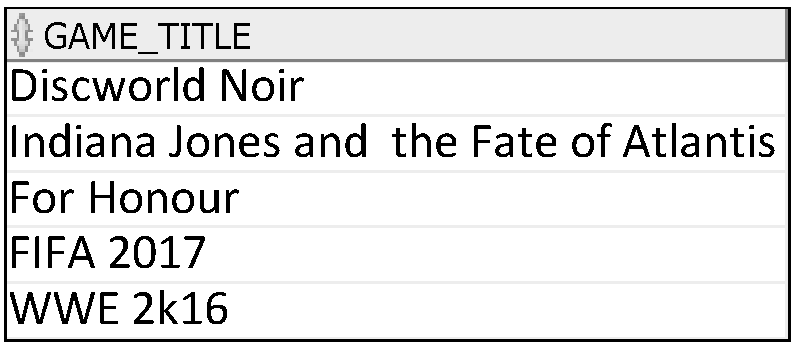 GAME_TITLE
Discworld Noir
Indiana Jones and  the Fate of Atlantis
For Honour
FIFA 2017
WWE 2k16